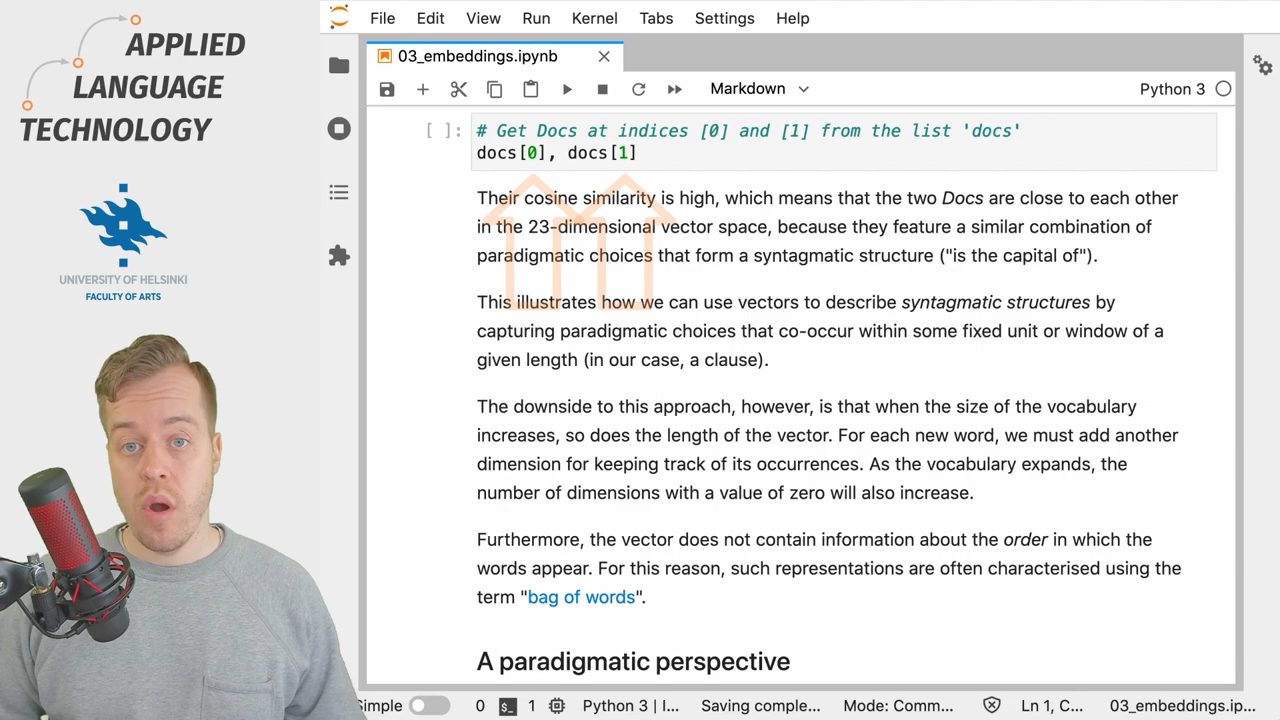 APPLIED
LANGUAGE
TECHNOLOGY
UNIVERSITY OF HELSINKI
FACULTY OF ARTS
File Edit View Run Kernel Tabs Settings Help
03_embeddings.ipynb
Markdown
Python 3
[ ]: # Get Docs at indices [0] and [1] from the list 'docs'
docs[0], docs[1]
Their cosine similarity is high, which means that the two Docs are close to each other
in the 23-dimensional vector space, because they feature a similar combination of
paradigmatic choices that form a syntagmatic structure ("is the capital of").
This illustrates how we can use vectors to describe syntagmatic structures by
capturing paradigmatic choices that co-occur within some fixed unit or window of a
given length (in our case, a clause).
The downside to this approach, however, is that when the size of the vocabulary
increases, so does the length of the vector. For each new word, we must add another
dimension for keeping track of its occurrences. As the vocabulary expands, the
number of dimensions with a value of zero will also increase.
Furthermore, the vector does not contain information about the order in which the
words appear. For this reason, such representations are often characterised using the
term "bag of words".
A paradigmatic perspective
Simple 0 $_ 1 Python 3 | I... Saving comple... Mode: Comm... Ln 1, C... 03_embeddings.ip...